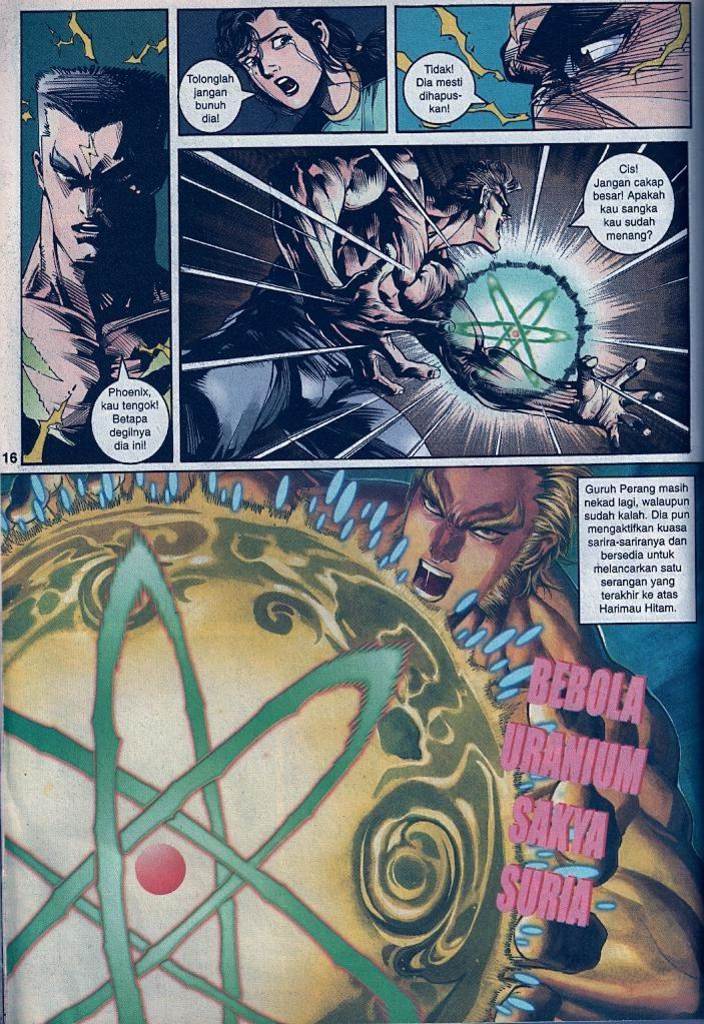 Tolonglah
jangan
bunuh
dia!
Tidak!
Dia mesti
dihapus-
kan!
Phoenix,
kau tengok!
Betapa
degilnya
dia ini!
Cis!
Jangan cakap
besar! Apakah
kau sangka
kau sudah
menang?
16
Guruh Perang masih
nekad lagi, walaupun
sudah kalah. Dia pun
mengaktifkan kuasa
sarira-sariranya dan
bersedia untuk
melancarkan satu
serangan yang
terakhir ke atas
Harimau Hitam.
BEBOLA
URANIUM
SAKYA
SURIA